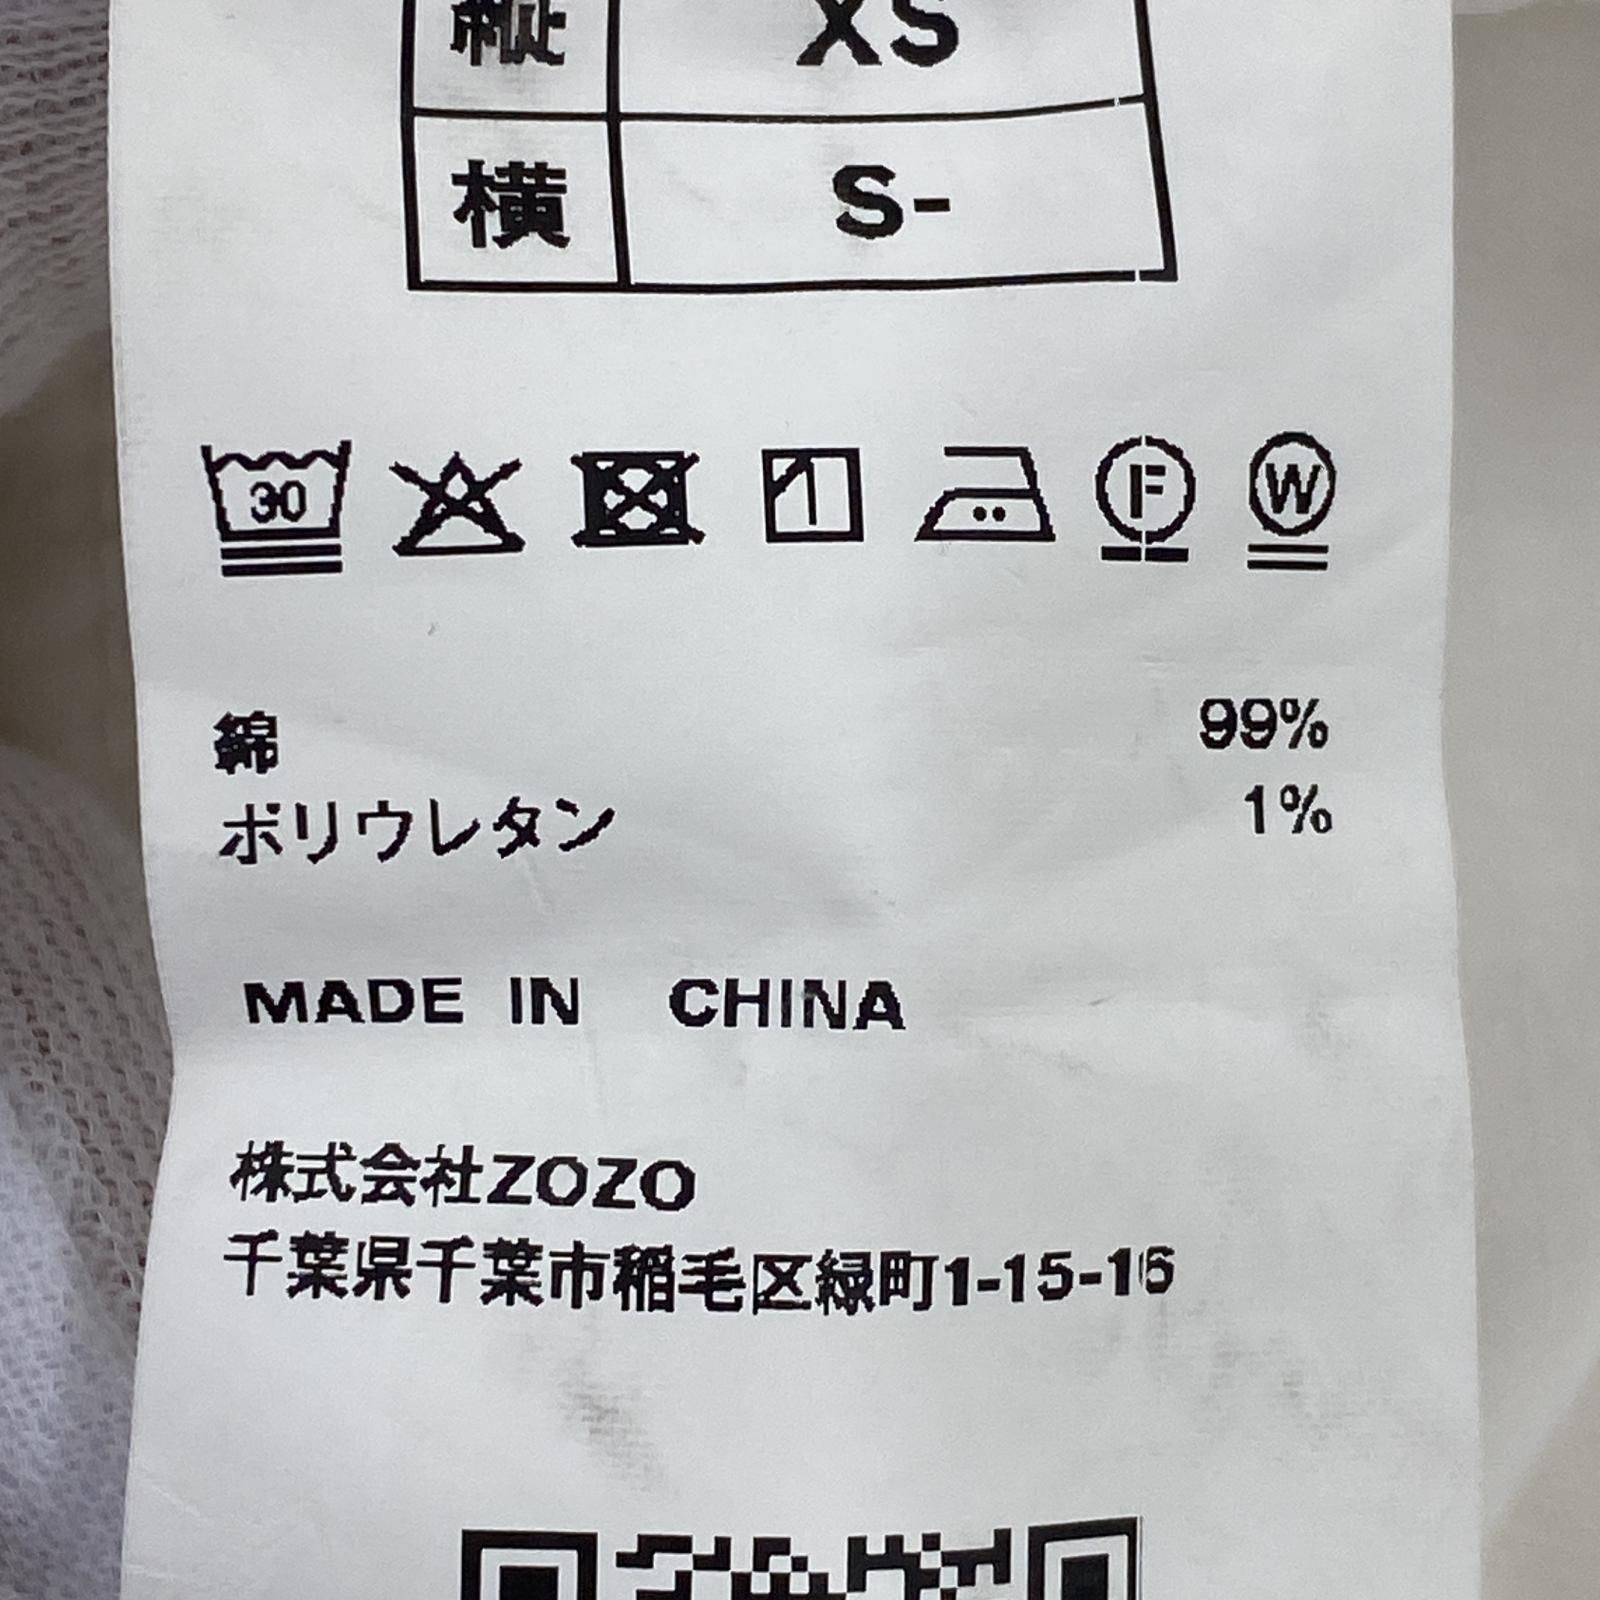 縦 XS
横 S-
30
F W
綿 99%
ポリウレタン 1%
MADE IN CHINA
株式会社ZOZO
千葉県千葉市稲毛区緑町1-15-16